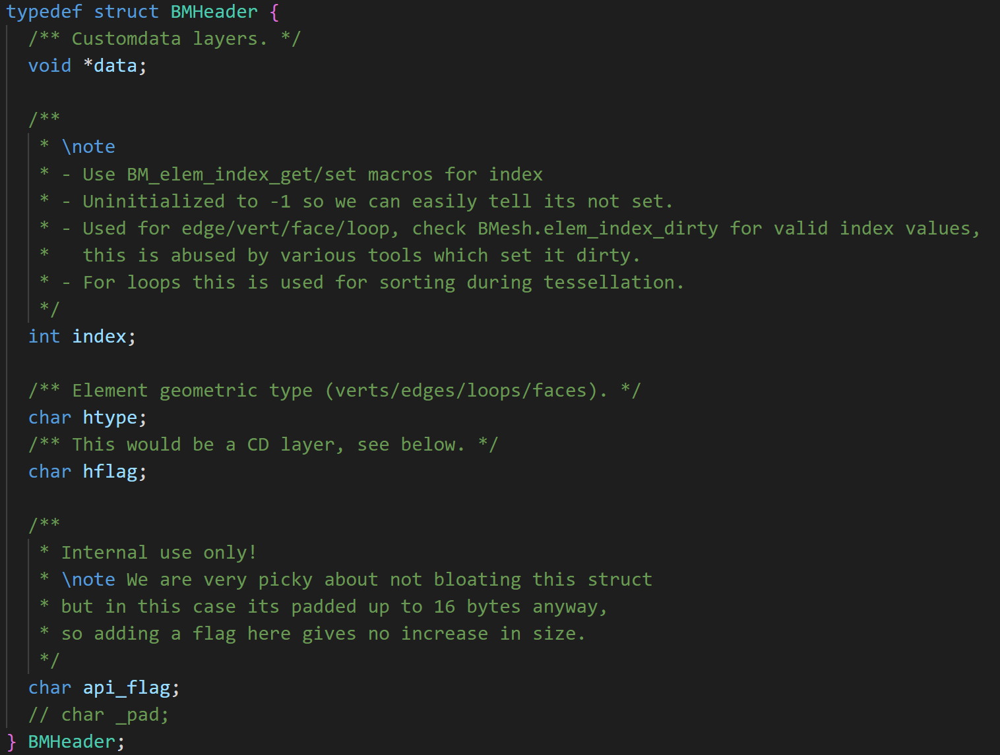 typedef struct BMHeader {
  /** Customdata layers. */
  void *data;

  /**
   * \note
   * - Use BM_elem_index_get/set macros for index
   * - Uninitialized to -1 so we can easily tell its not set.
   * - Used for edge/vert/face/loop, check BMesh.elem_index_dirty for valid index values,
   *   this is abused by various tools which set it dirty.
   * - For loops this is used for sorting during tessellation.
   */
  int index;

  /** Element geometric type (verts/edges/loops/faces). */
  char htype;
  /** This would be a CD layer, see below. */
  char hflag;

  /**
   * Internal use only!
   * \note We are very picky about not bloating this struct
   * but in this case its padded up to 16 bytes anyway,
   * so adding a flag here gives no increase in size.
   */
  char api_flag;
  // char _pad;
} BMHeader;